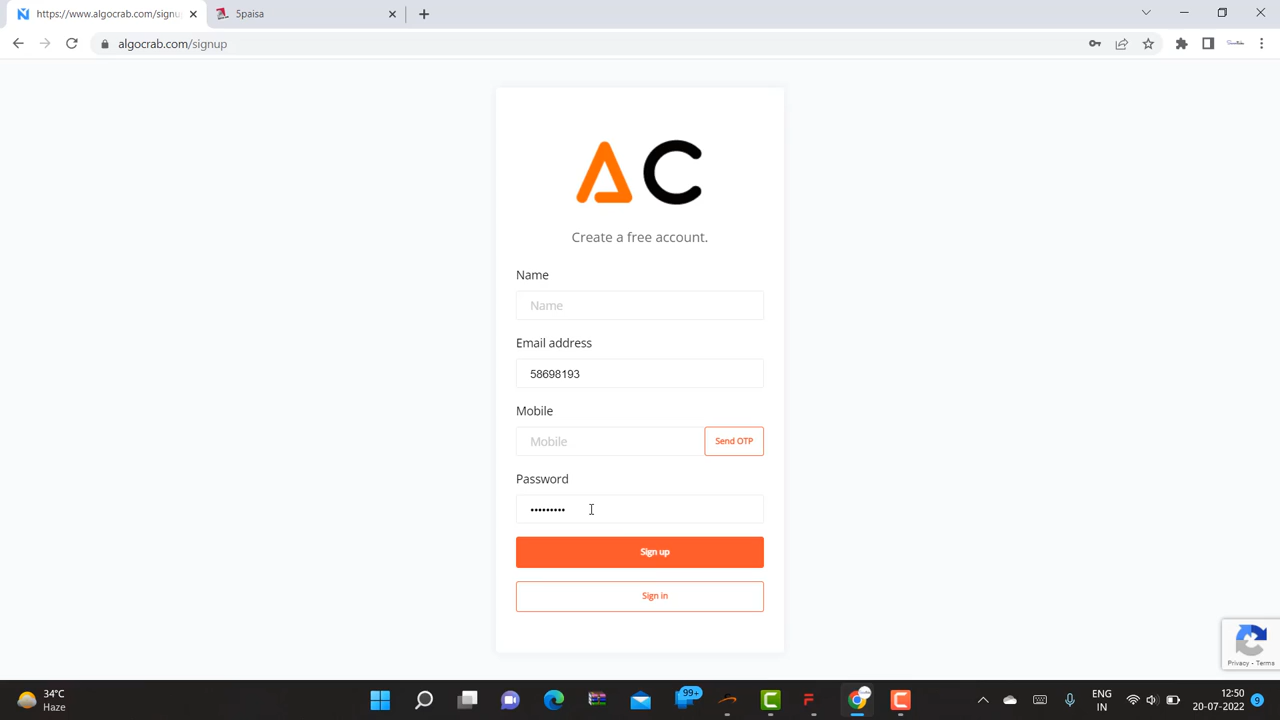 https://www.algocrab.com/signu
5paisa
algocrab.com/signup
AC
Create a free account.
Name
Name
Email address
58698193
Mobile
Mobile
Send OTP
Password
Sign up
Sign in
Privacy - Terms
34°C
Haze
99+
F
ENG
IN
12:50
20-07-2022
9